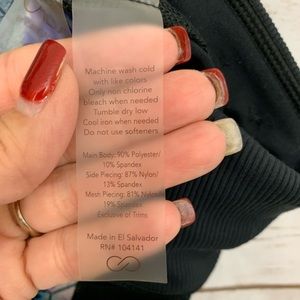 Machine wash cold
with like colors
Only non chlorine
bleach when needed
Tumble dry low
Cool iron when needed
Do not use softeners
Main Body: 90% Polyester/
10% Spandex
Side Piecing: 87% Nylon/
13% Spandex
Mesh Piecing: 81% Nylon/
19% Spandex
Exclusive of Trims
Made in El Salvador
RN# 104141